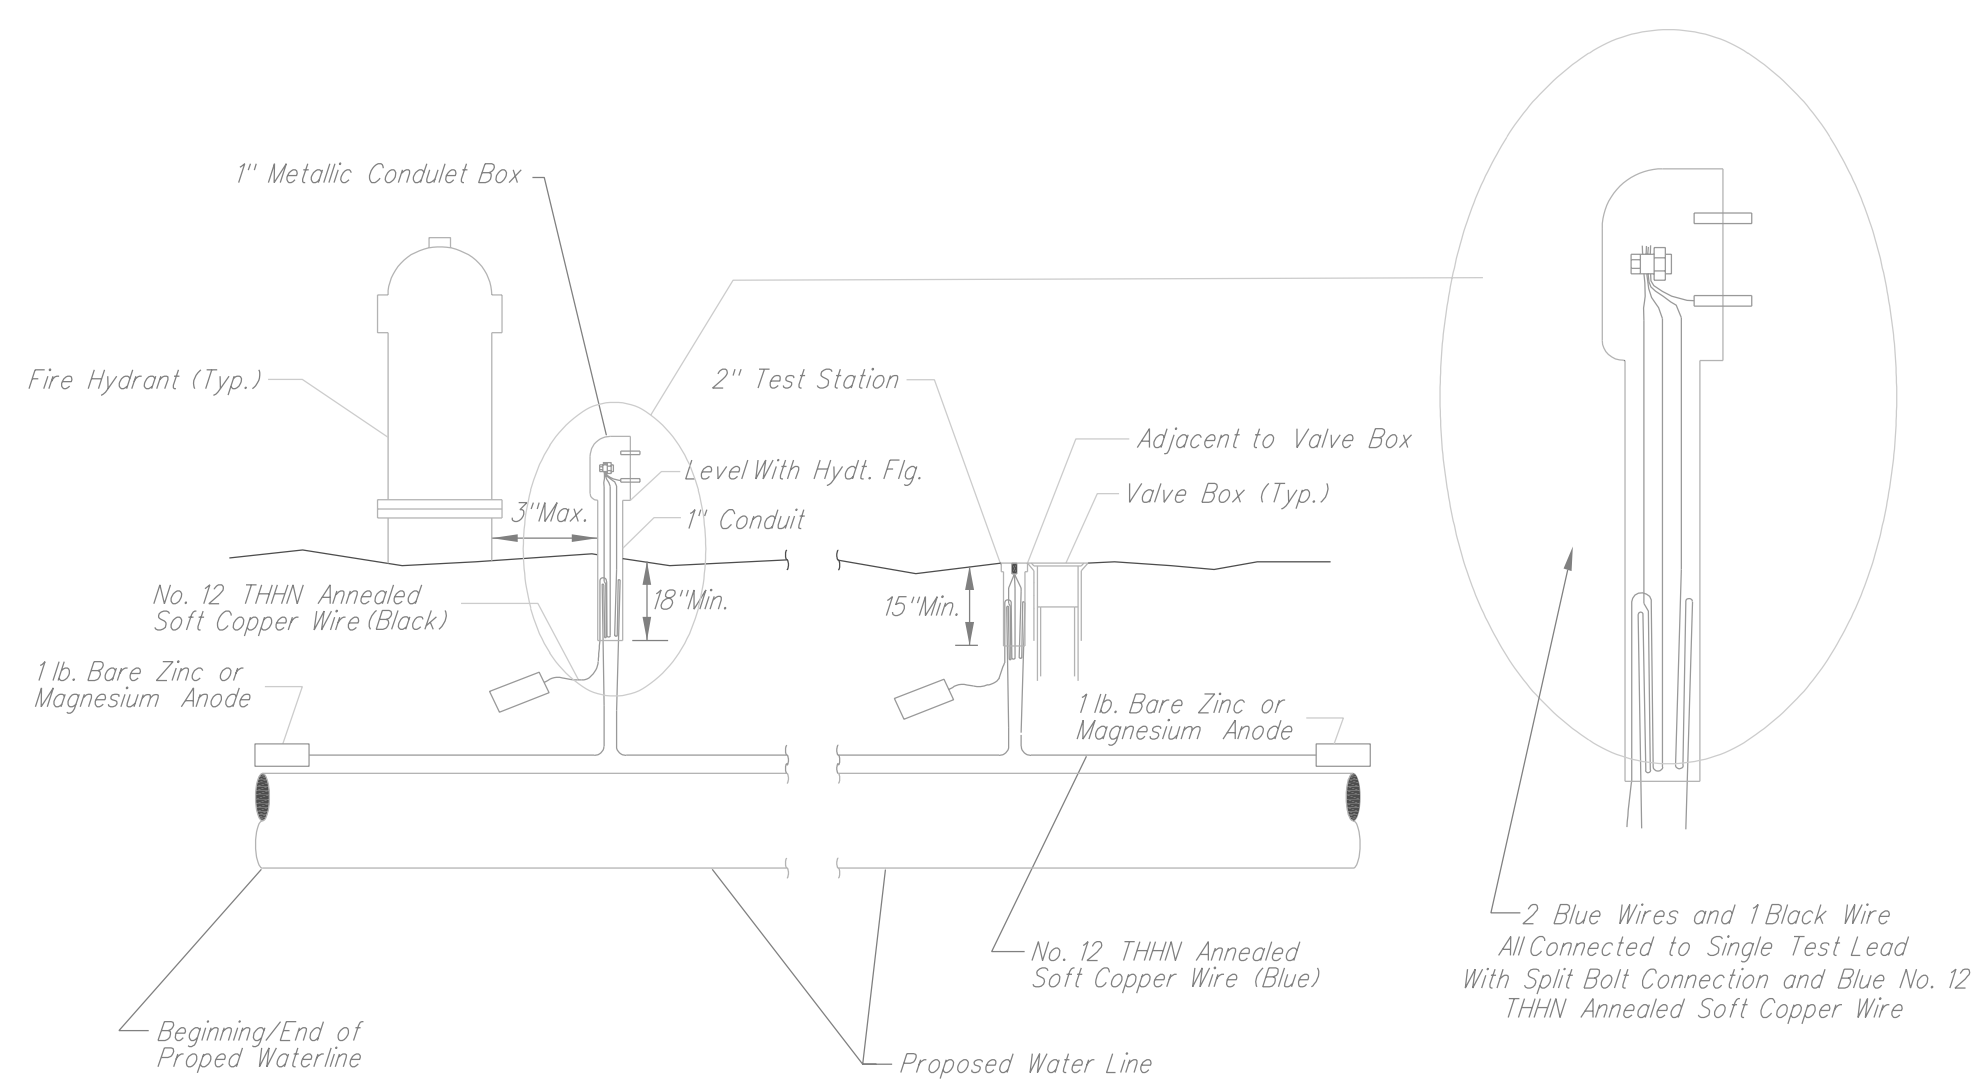 1" Metallic Condulet Box
Fire Hydrant (Typ.)
2" Test Station
Adjacent to Valve Box
Level With Hydt. Flg.
Valve Box (Typ.)
3" Max.
1" Conduit
No. 12 THHN Annealed
Soft Copper Wire (Black)
18" Min.
15" Min.
1 lb. Bare Zinc or
Magnesium Anode
1 lb. Bare Zinc or
Magnesium Anode
2 Blue Wires and 1 Black Wire
All Connected to Single Test Lead
With Split Bolt Connection and Blue No. 12
THHN Annealed Soft Copper Wire
No. 12 THHN Annealed
Soft Copper Wire (Blue)
Beginning/End of
Proped Waterline
Proposed Water Line